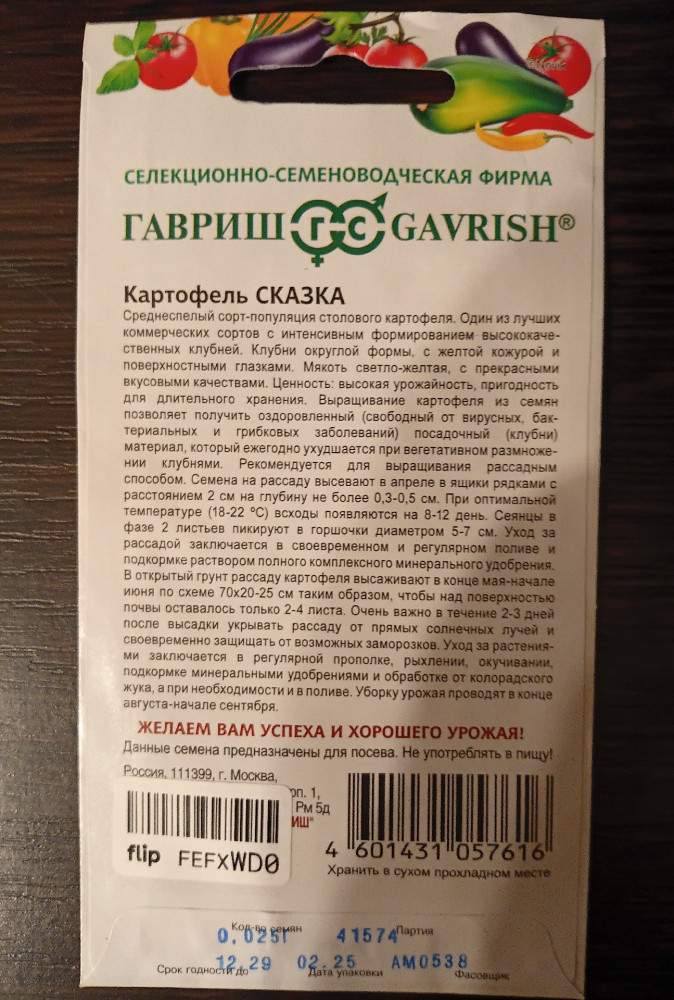 СЕЛЕКЦИОННО-СЕМЕНОВОДЧЕСКАЯ ФИРМА
ГАВРИШ ГС GAVRISH®
Картофель СКАЗКА
Среднеспелый сорт-популяция столового картофеля. Один из лучших
коммерческих сортов с интенсивным формированием высококаче-
ственных клубней. Клубни округлой формы, с желтой кожурой и
поверхностными глазками. Мякоть светло-желтая, с прекрасными
вкусовыми качествами. Ценность: высокая урожайность, пригодность
для длительного хранения. Выращивание картофеля из семян
позволяет получить оздоровленный (свободный от вирусных, бак-
териальных и грибковых заболеваний) посадочный (клубни)
материал, который ежегодно ухудшается при вегетативном размноже-
нии клубнями. Рекомендуется для выращивания рассадным
способом. Семена на рассаду высевают в апреле в ящики рядками с
расстоянием 2 см на глубину не более 0,3-0,5 см. При оптимальной
температуре (18-22 ºС) всходы появляются на 8-12 день. Сеянцы в
фазе 2 листьев пикируют в горшочки диаметром 5-7 см. Уход за
рассадой заключается в своевременном и регулярном поливе и
подкормке раствором полного комплексного минерального удобрения.
В открытый грунт рассаду картофеля высаживают в конце мая-начале
июня по схеме 70х20-25 см таким образом, чтобы над поверхностью
почвы оставалось только 2-4 листа. Очень важно в течение 2-3 дней
после высадки укрывать рассаду от прямых солнечных лучей и
своевременно защищать от возможных заморозков. Уход за растения-
ми заключается в регулярной прополке, рыхлении, окучивании,
подкормке минеральными удобрениями и обработке от колорадского
жука, а при необходимости и в поливе. Уборку урожая проводят в конце
августа-начале сентября.
ЖЕЛАЕМ ВАМ УСПЕХА И ХОРОШЕГО УРОЖАЯ!
Данные семена предназначены для посева. Не употреблять в пищу!
Россия, 111399, г. Москва,
оп. 1,
Рм 5д
ИШ"
flip FEFxWD0
4 601431 057616
Хранить в сухом прохладном месте
Кол-во семян Партия
0,025г 41574
12.29 02.25 АМ0538
Срок годности до Дата упаковки Фасовщик